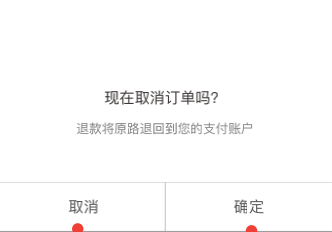 现在取消订单吗?
退款将原路退回到您的支付账户
取消
确定